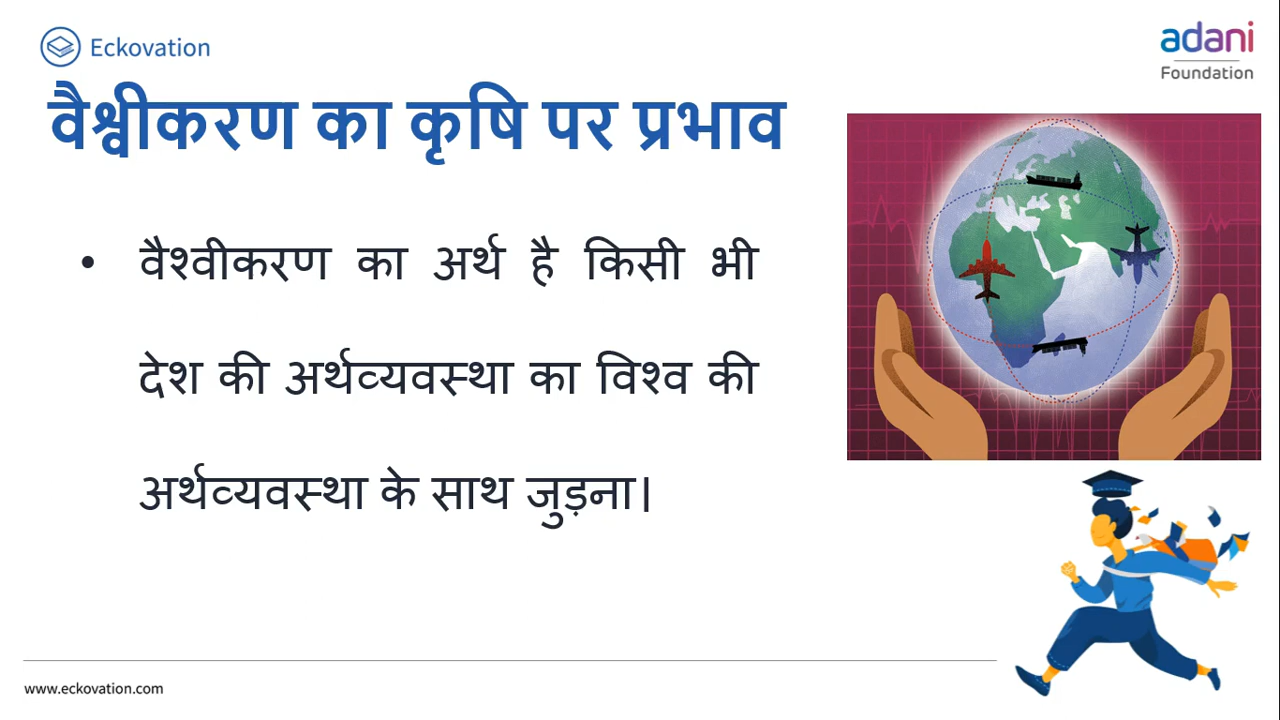 Eckovation
adani
Foundation
वैश्वीकरण का कृषि पर प्रभाव
• वैश्वीकरण का अर्थ है किसी भी
देश की अर्थव्यवस्था का विश्व की
अर्थव्यवस्था के साथ जुड़ना।
www.eckovation.com